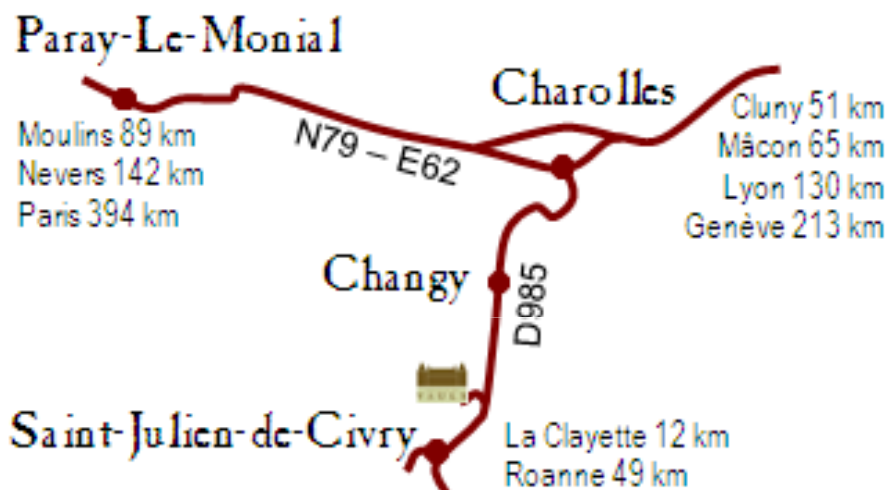 Paray-Le-Monial
Charolles
Moulins 89 km
Nevers 142 km
Paris 394 km
N79 – E62
Cluny 51 km
Mâcon 65 km
Lyon 130 km
Genève 213 km
Changy
D985
Saint-Julien-de-Civry
La Clayette 12 km
Roanne 49 km